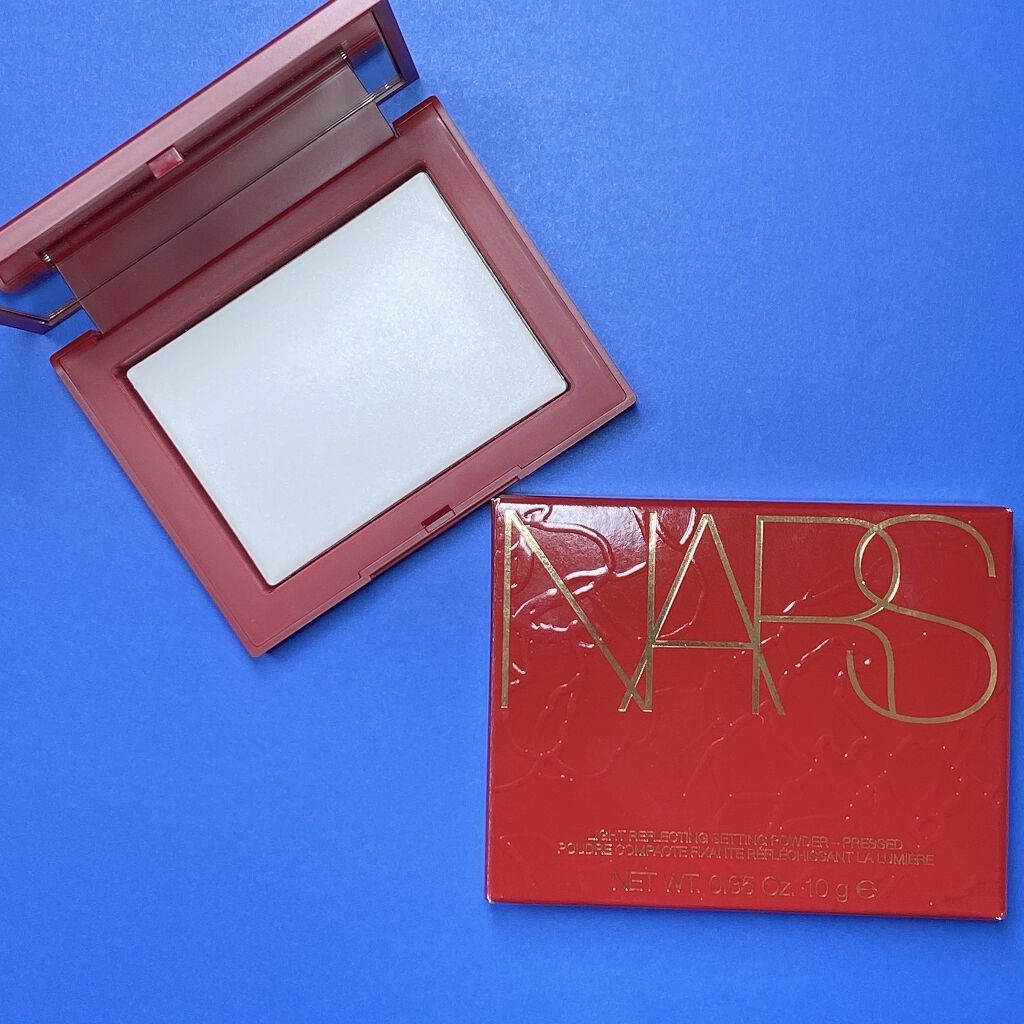 NARS
LIGHT REFLECTING SETTING POWDER – PRESSED
POUDRE COMPACTE FIXANTE RÉFLÉCHISSANT LA LUMIÈRE
NET WT. 0.35 Oz. 10 g ℮